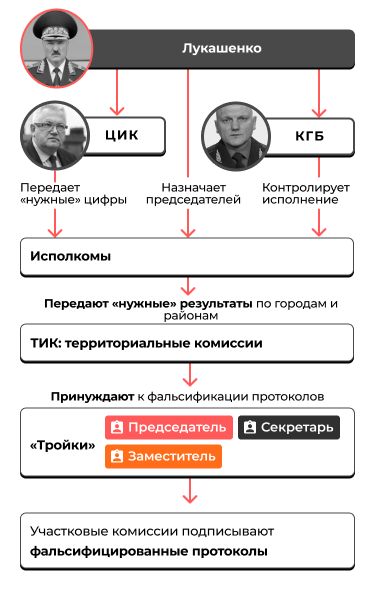 Лукашенко
ЦИК
КГБ
Передает
«нужные» цифры
Назначает
председателей
Контролирует
исполнение
Исполкомы
Передают «нужные» результаты по городам и
районам
ТИК: территориальные комиссии
Принуждают к фальсификации протоколов
«Тройки»
Председатель
Секретарь
Заместитель
Участковые комиссии подписывают
фальсифицированные протоколы